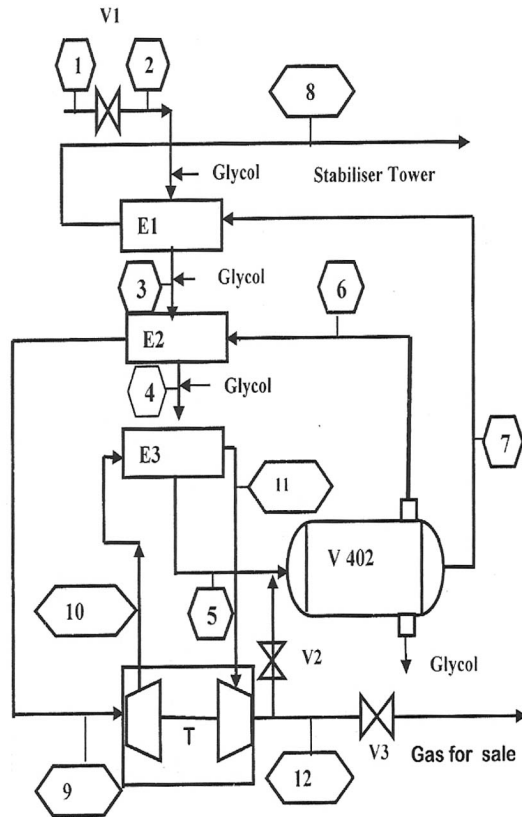 V1
1
2
8
Glycol
Stabiliser Tower
E1
3
Glycol
6
E2
4
Glycol
E3
11
7
V 402
10
5
V2
Glycol
T
9
12
V3
Gas for sale